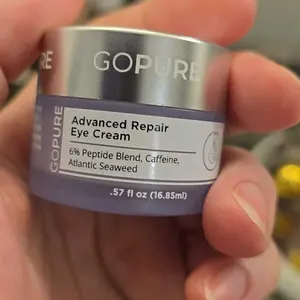 GOPURE
GOPURE
Advanced Repair
Eye Cream
6% Peptide Blend, Caffeine,
Atlantic Seaweed
.57 fl oz (16.85ml)